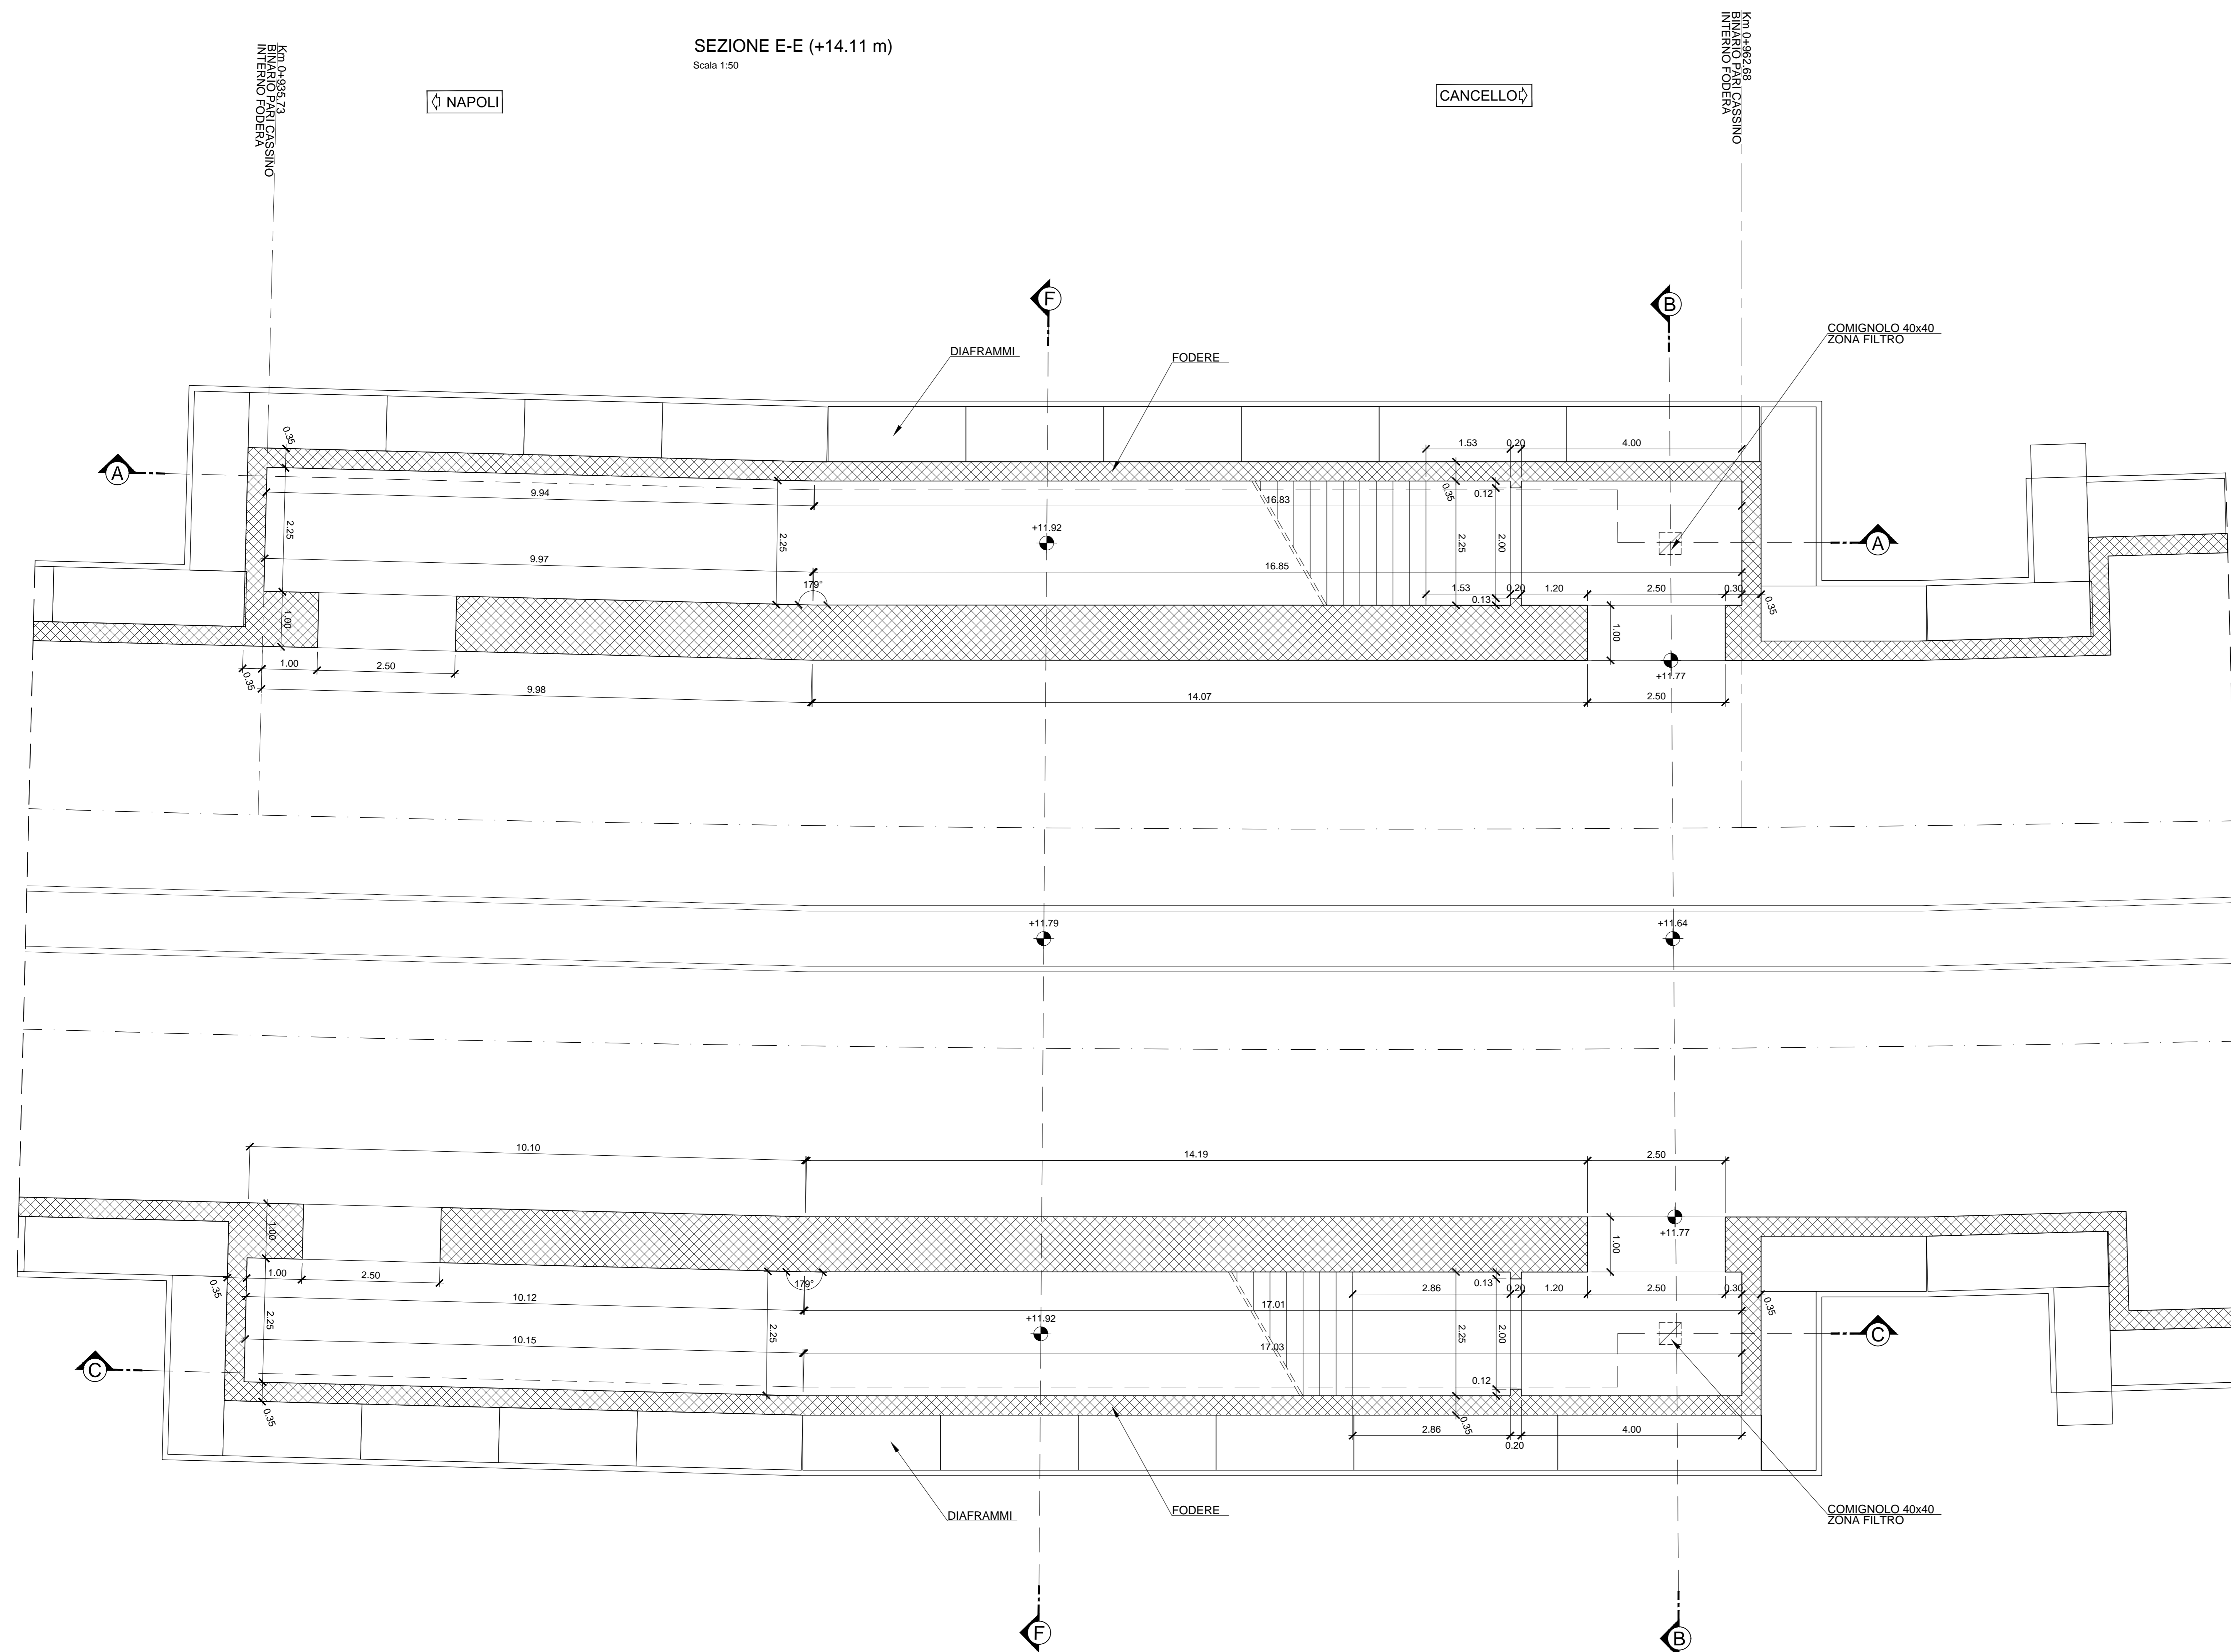 Km 0+935.73
BINARIO PARI CASSINO
INTERNO FODERA
SEZIONE E-E (+14.11 m)
Scala 1:50
NAPOLI
CANCELLO
Km 0+962.68
BINARIO PARI CASSINO
INTERNO FODERA
F
B
COMIGNOLO 40x40
ZONA FILTRO
DIAFRAMMI
FODERE
A
0.35
1.53
0.20
4.00
9.94
16.83
0.35
0.12
2.25
+11.92
2.25
2.25
2.00
A
9.97
16.85
179°
1.53
0.20
1.20
2.50
0.30
0.35
0.13
1.00
1.00
1.00
2.50
0.35
+11.77
9.98
14.07
2.50
+11.79
+11.64
10.10
14.19
2.50
1.00
+11.77
1.00
0.35
1.00
2.50
179°
0.13
2.86
0.20
1.20
2.50
0.30
0.35
10.12
17.01
2.25
+11.92
2.25
2.25
2.00
C
10.15
17.03
C
0.12
0.35
0.35
2.86
0.20
4.00
DIAFRAMMI
FODERE
COMIGNOLO 40x40
ZONA FILTRO
F
B